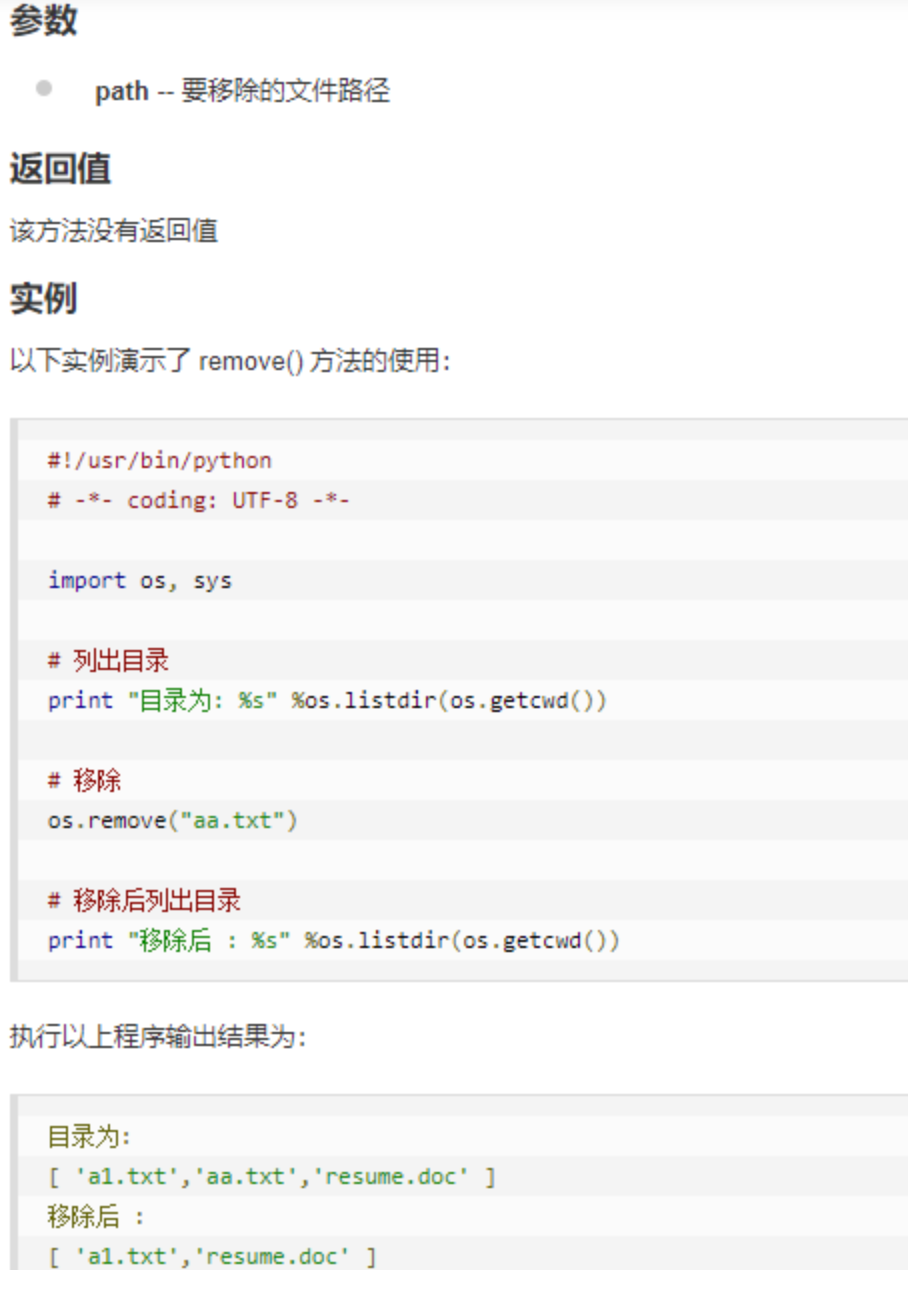 参数
path -- 要移除的文件路径
返回值
该方法没有返回值
实例
以下实例演示了 remove() 方法的使用：
#!/usr/bin/python
# -*- coding: UTF-8 -*-
import os, sys
# 列出目录
print "目录为: %s" %os.listdir(os.getcwd())
# 移除
os.remove("aa.txt")
# 移除后列出目录
print "移除后 : %s" %os.listdir(os.getcwd())
执行以上程序输出结果为：
目录为:
[ 'a1.txt','aa.txt','resume.doc' ]
移除后 :
[ 'a1.txt','resume.doc' ]